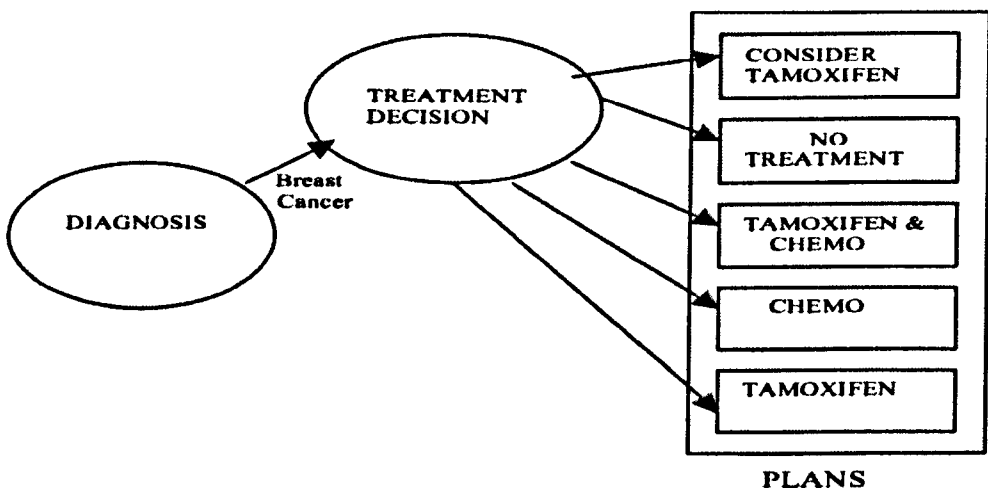 DIAGNOSIS
Breast
Cancer
TREATMENT
DECISION
CONSIDER
TAMOXIFEN
NO
TREATMENT
TAMOXIFEN &
CHEMO
CHEMO
TAMOXIFEN
PLANS